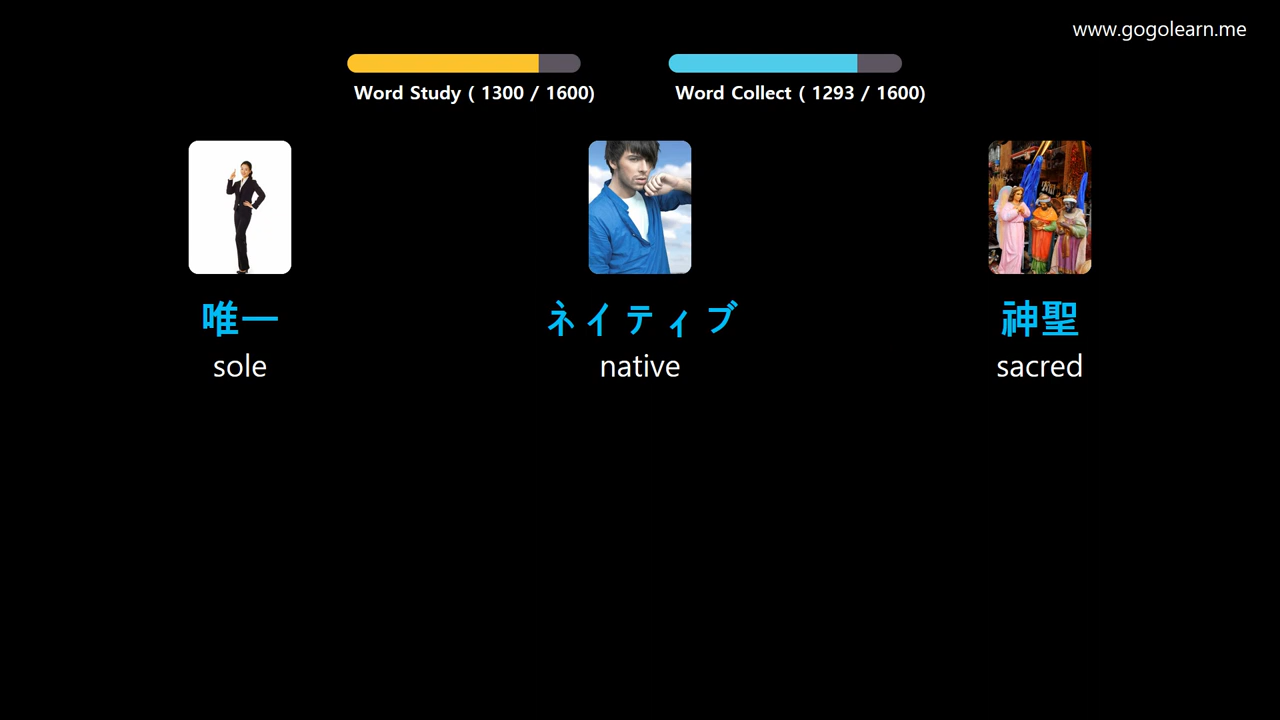 www.gogolearn.me
Word Study ( 1300 / 1600)
Word Collect ( 1293 / 1600)
唯一
ネイティブ
神聖
sole
native
sacred